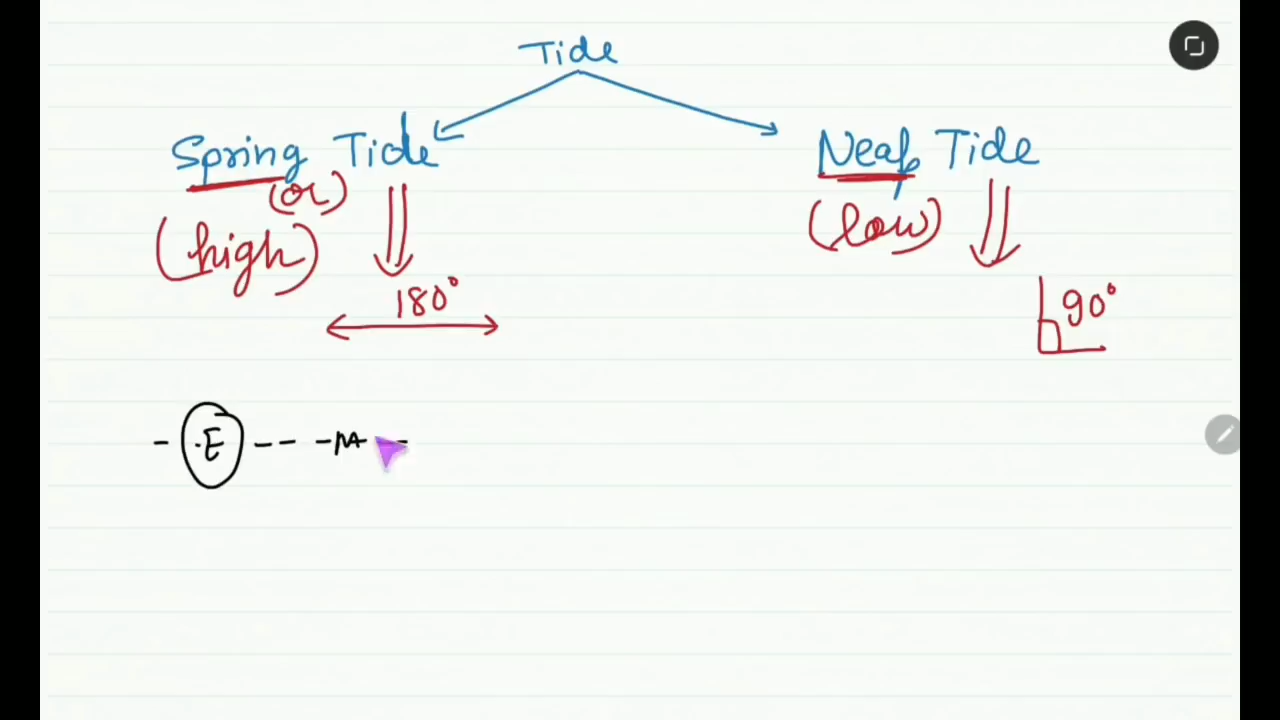 Tide
Spring Tide Neap Tide
(or)
(high) (low)
180° 90°
E M